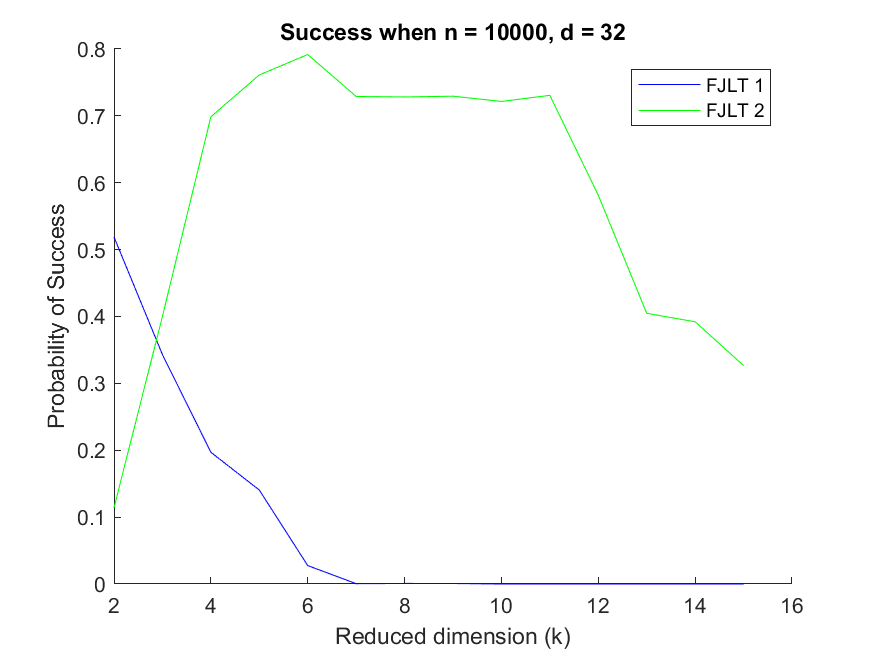 Success when n = 10000, d = 32
FJLT 1
FJLT 2
Probability of Success
0.8
0.7
0.6
0.5
0.4
0.3
0.2
0.1
0
2 4 6 8 10 12 14 16
Reduced dimension (k)